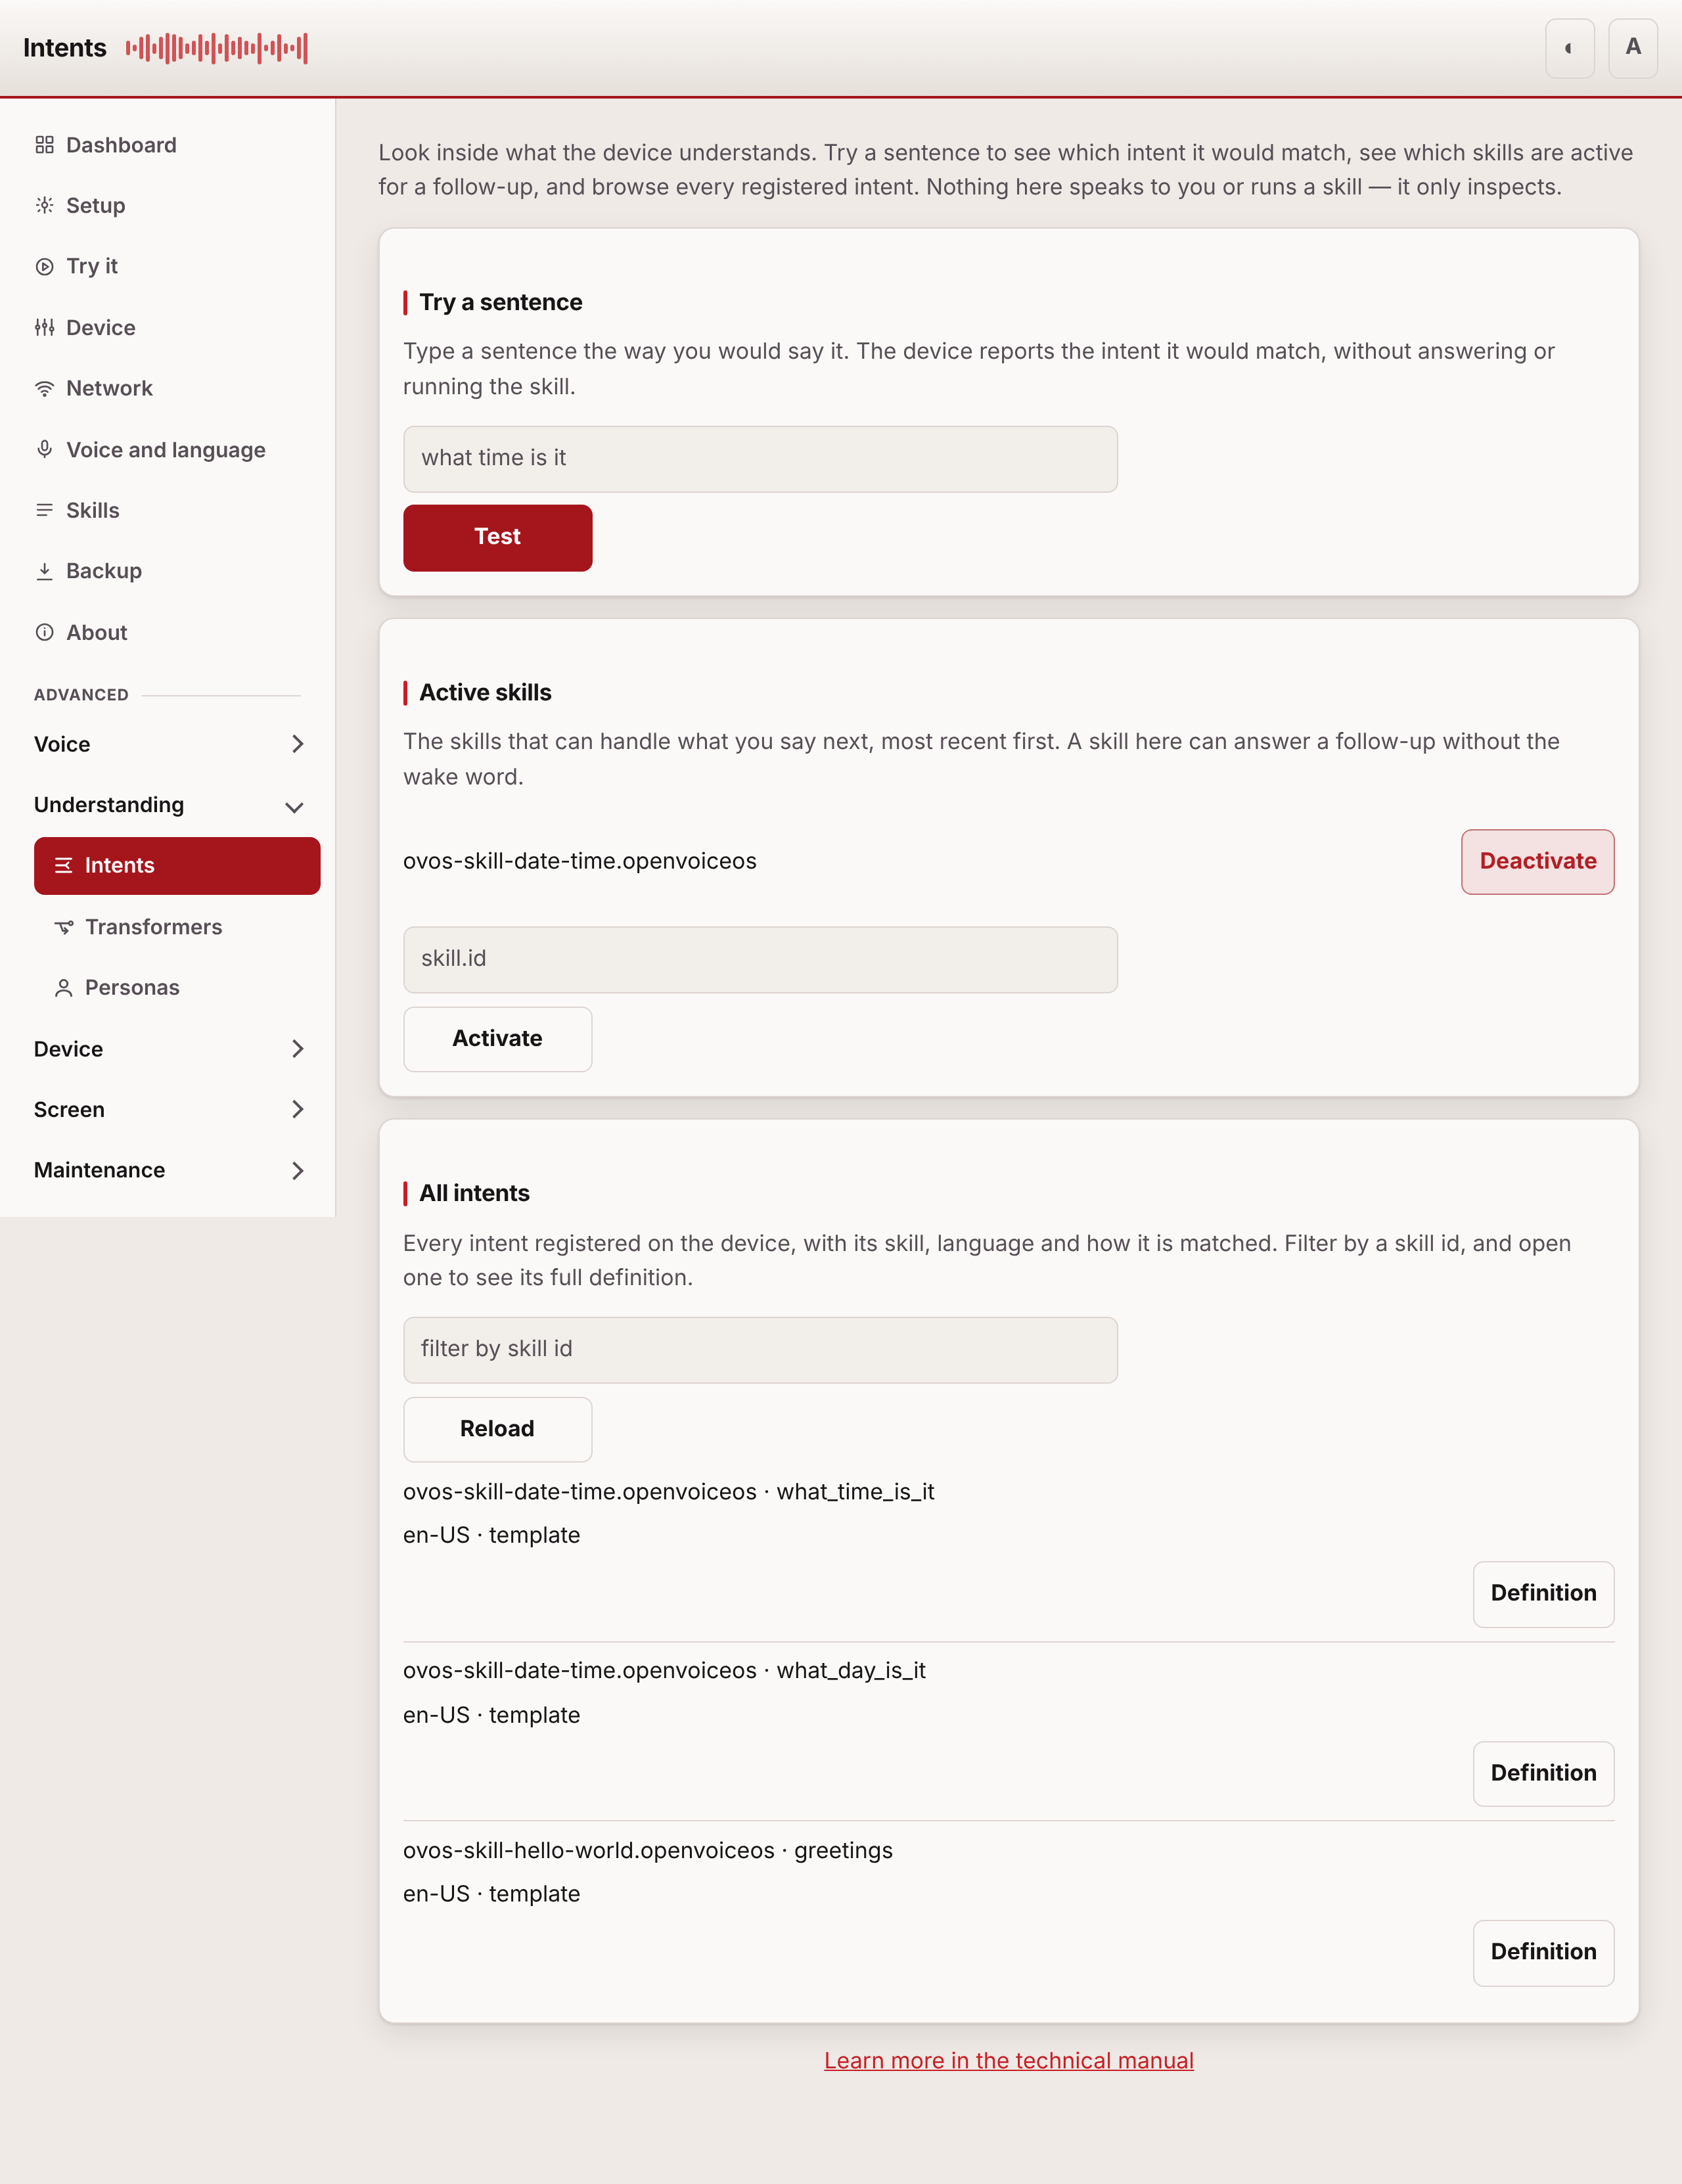 Intents
A
Dashboard
Setup
Try it
Device
Network
Voice and language
Skills
Backup
About
ADVANCED
Voice
Understanding
Intents
Transformers
Personas
Device
Screen
Maintenance
Look inside what the device understands. Try a sentence to see which intent it would match, see which skills are active
for a follow-up, and browse every registered intent. Nothing here speaks to you or runs a skill — it only inspects.
Try a sentence
Type a sentence the way you would say it. The device reports the intent it would match, without answering or
running the skill.
what time is it
Test
Active skills
The skills that can handle what you say next, most recent first. A skill here can answer a follow-up without the
wake word.
ovos-skill-date-time.openvoiceos
Deactivate
skill.id
Activate
All intents
Every intent registered on the device, with its skill, language and how it is matched. Filter by a skill id, and open
one to see its full definition.
filter by skill id
Reload
ovos-skill-date-time.openvoiceos · what_time_is_it
en-US · template
Definition
ovos-skill-date-time.openvoiceos · what_day_is_it
en-US · template
Definition
ovos-skill-hello-world.openvoiceos · greetings
en-US · template
Definition
Learn more in the technical manual